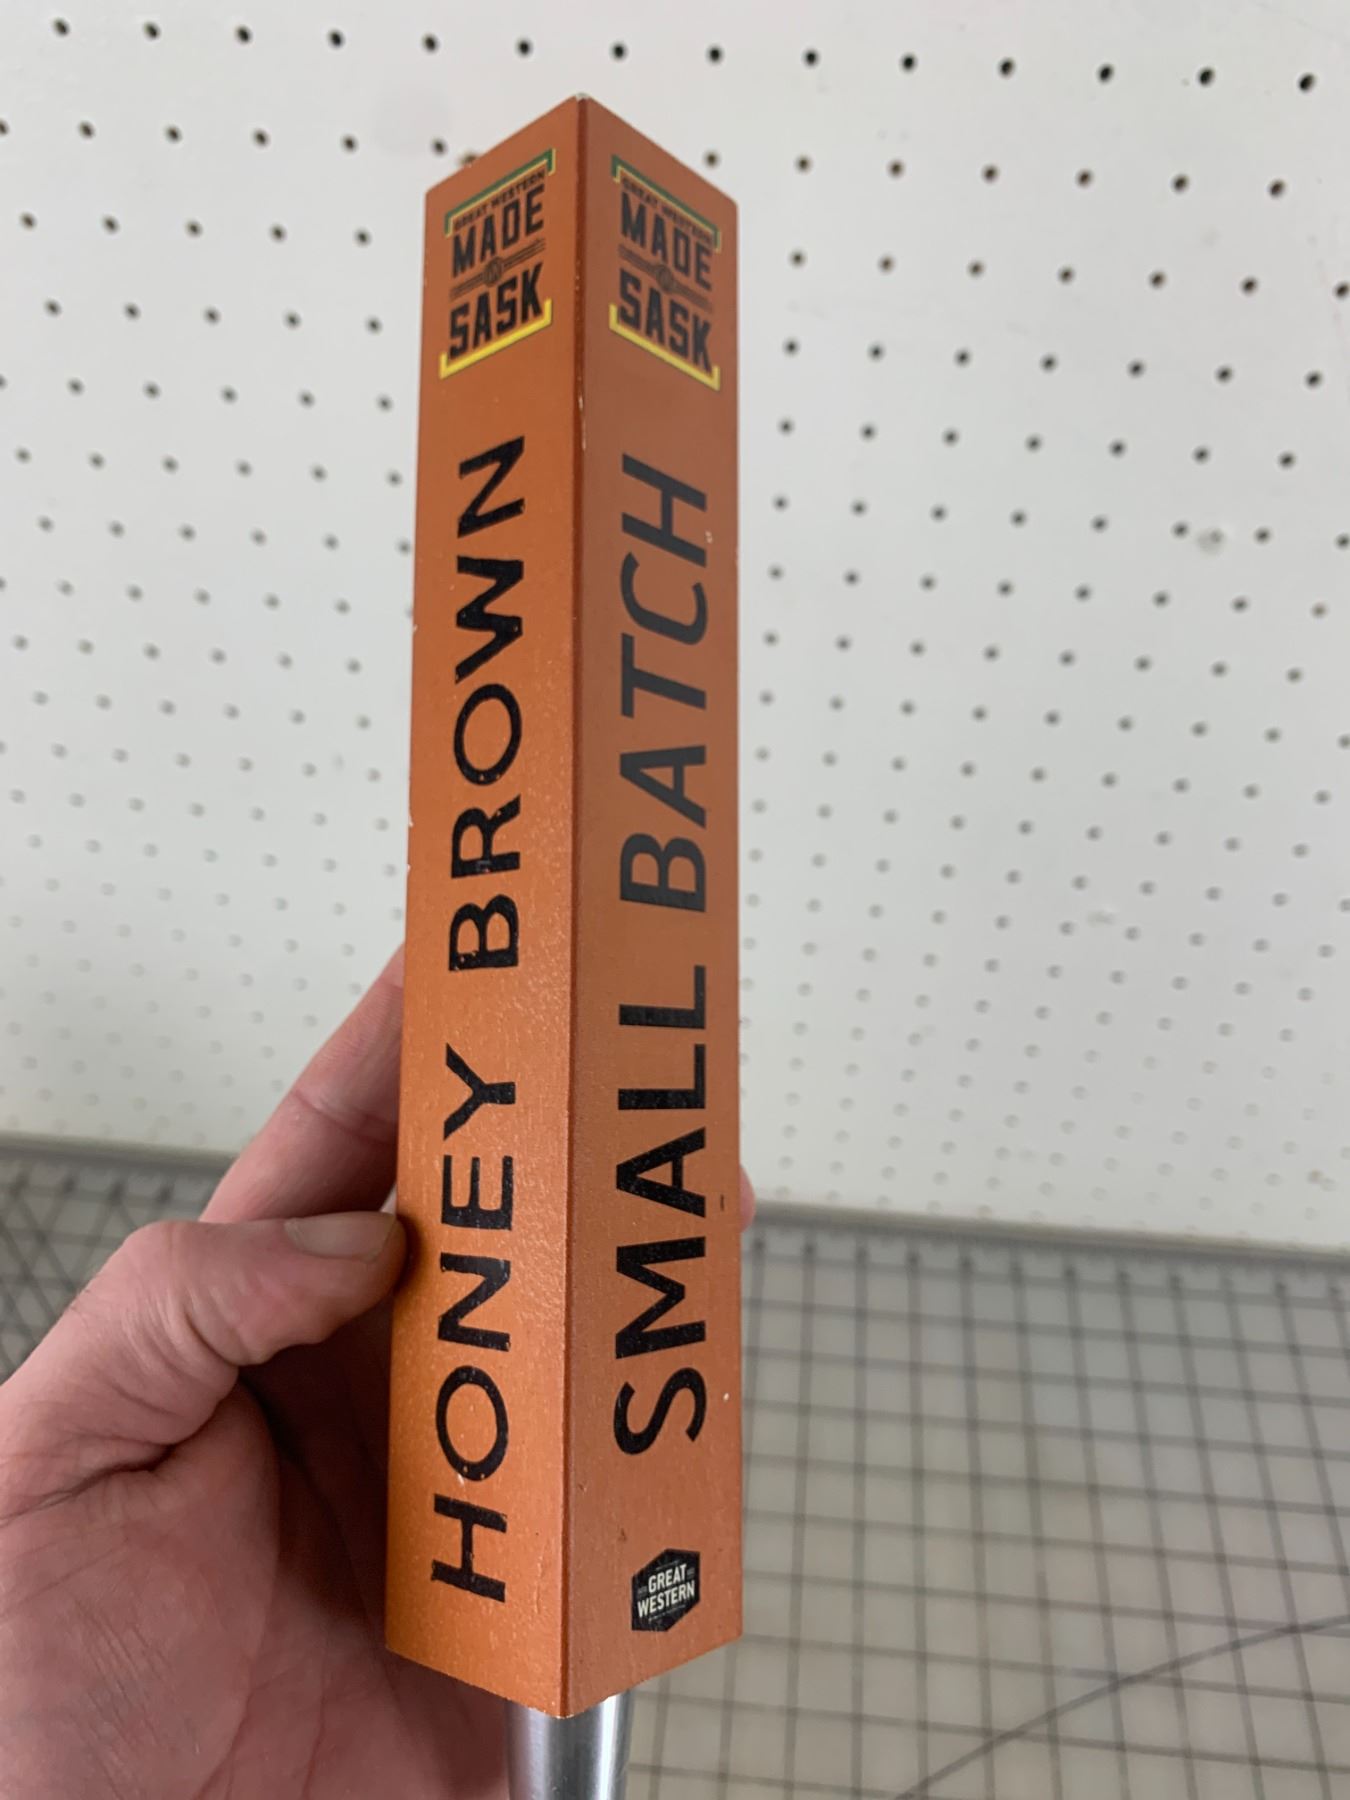 GREAT WESTERN
MADE
IN
SASK
HONEY BROWN
GREAT WESTERN
MADE
IN
SASK
SMALL BATCH
GREAT
WESTERN